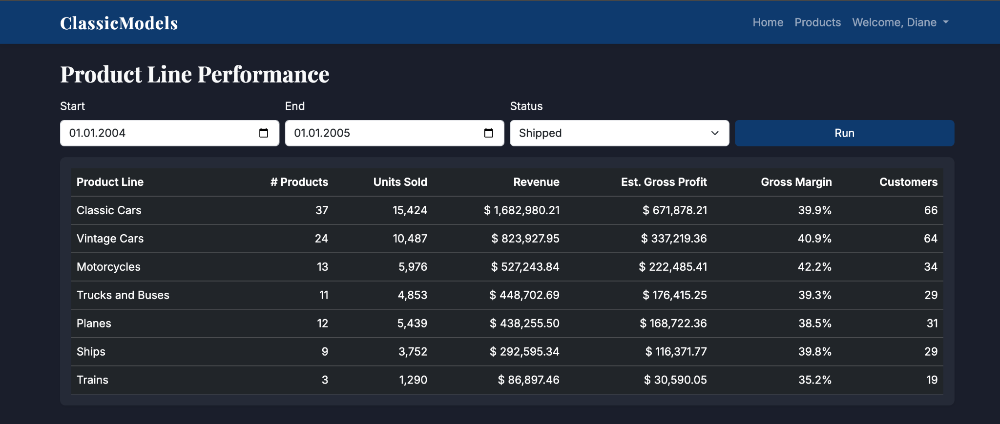 ClassicModels
Home Products Welcome, Diane
Product Line Performance
Start End Status
01.01.2004 01.01.2005 Shipped Run
Product Line # Products Units Sold Revenue Est. Gross Profit Gross Margin Customers
Classic Cars 37 15,424 $ 1,682,980.21 $ 671,878.21 39.9% 66
Vintage Cars 24 10,487 $ 823,927.95 $ 337,219.36 40.9% 64
Motorcycles 13 5,976 $ 527,243.84 $ 222,485.41 42.2% 34
Trucks and Buses 11 4,853 $ 448,702.69 $ 176,415.25 39.3% 29
Planes 12 5,439 $ 438,255.50 $ 168,722.36 38.5% 31
Ships 9 3,752 $ 292,595.34 $ 116,371.77 39.8% 29
Trains 3 1,290 $ 86,897.46 $ 30,590.05 35.2% 19